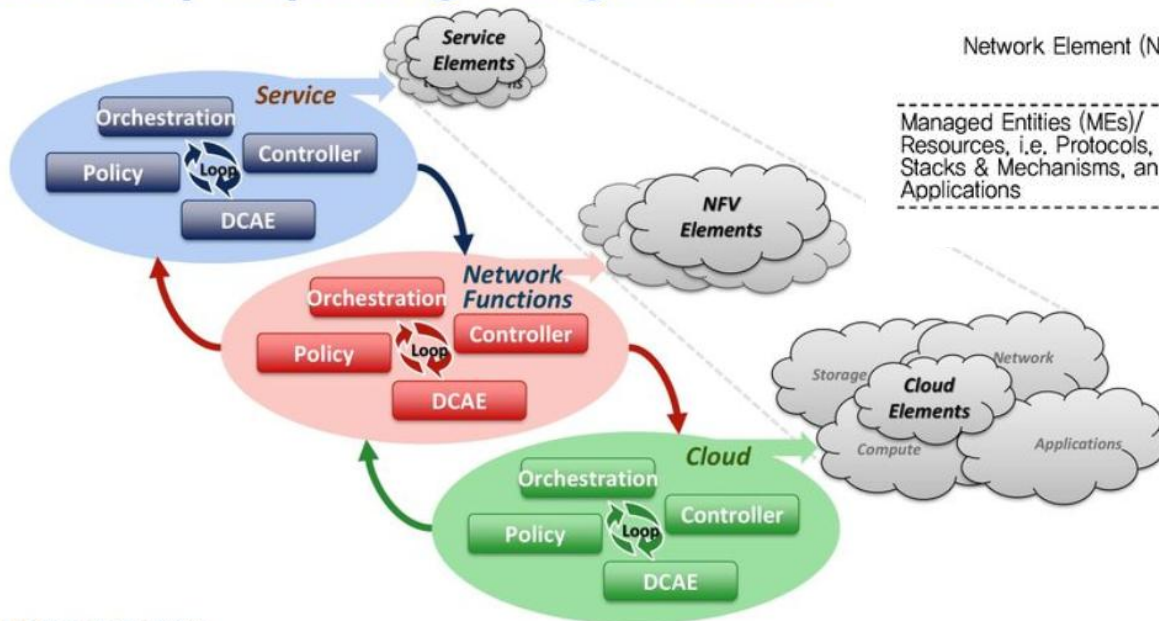 Service
Elements
Network Element (N
Service
Orchestration
Managed Entities (MEs)/
Resources, i.e. Protocols,
Stacks & Mechanisms, an
Applications
Controller
Loop
Policy
DCAE
NFV
Elements
Network
Functions
Orchestration
Controller
Loop
Policy
DCAE
Storage
Network
Cloud
Elements
Compute
Applications
Cloud
Orchestration
Controller
Loop
Policy
DCAE